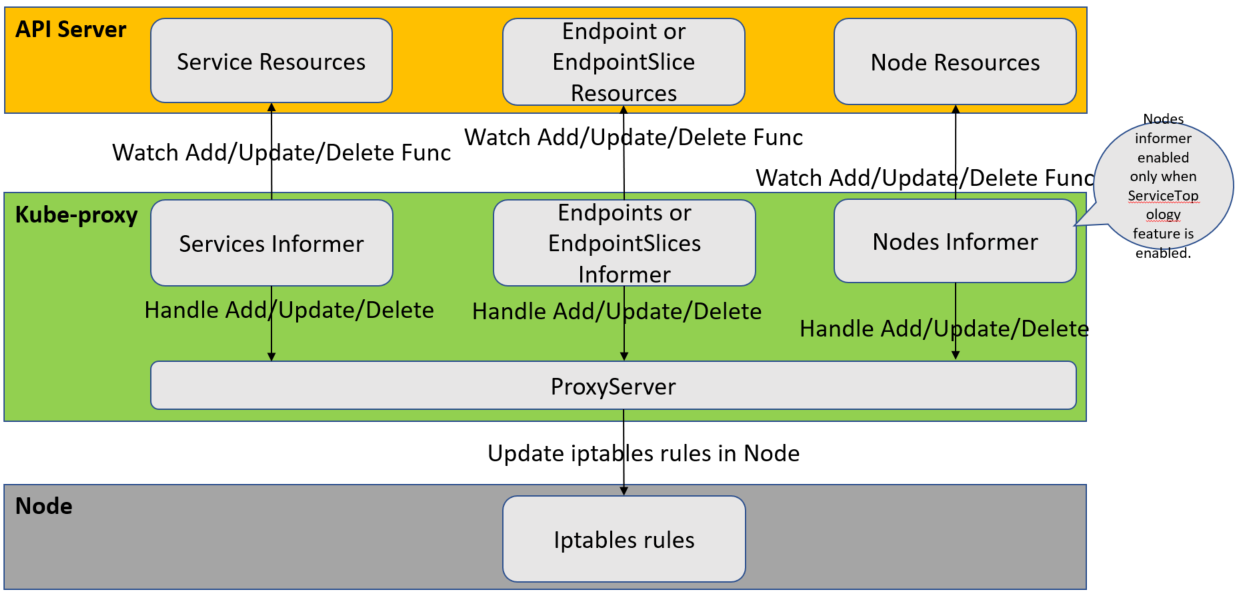 API Server
Service Resources
Endpoint or
EndpointSlice
Resources
Node Resources
Watch Add/Update/Delete Func
Watch Add/Update/Delete Func
Watch Add/Update/Delete Func
Nodes
informer
enabled
only when
ServiceTop
ology
feature is
enabled.
Kube-proxy
Services Informer
Endpoints or
EndpointSlices
Informer
Nodes Informer
Handle Add/Update/Delete
Handle Add/Update/Delete
Handle Add/Update/Delete
ProxyServer
Update iptables rules in Node
Node
Iptables rules